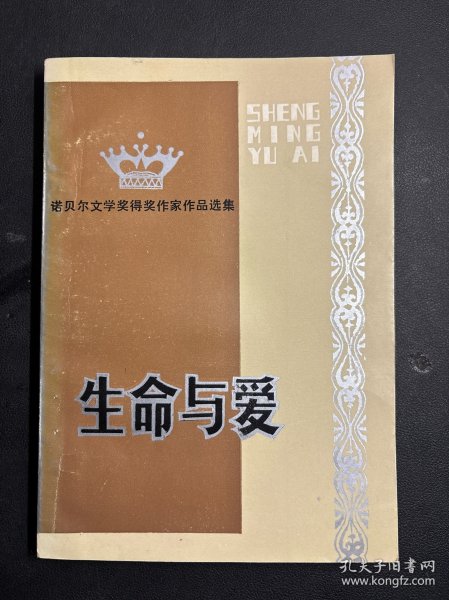 SHENG
MING
YU AI
诺贝尔文学奖得奖作家作品选集
生命与爱
孔夫子旧书网
www.kongfz.com